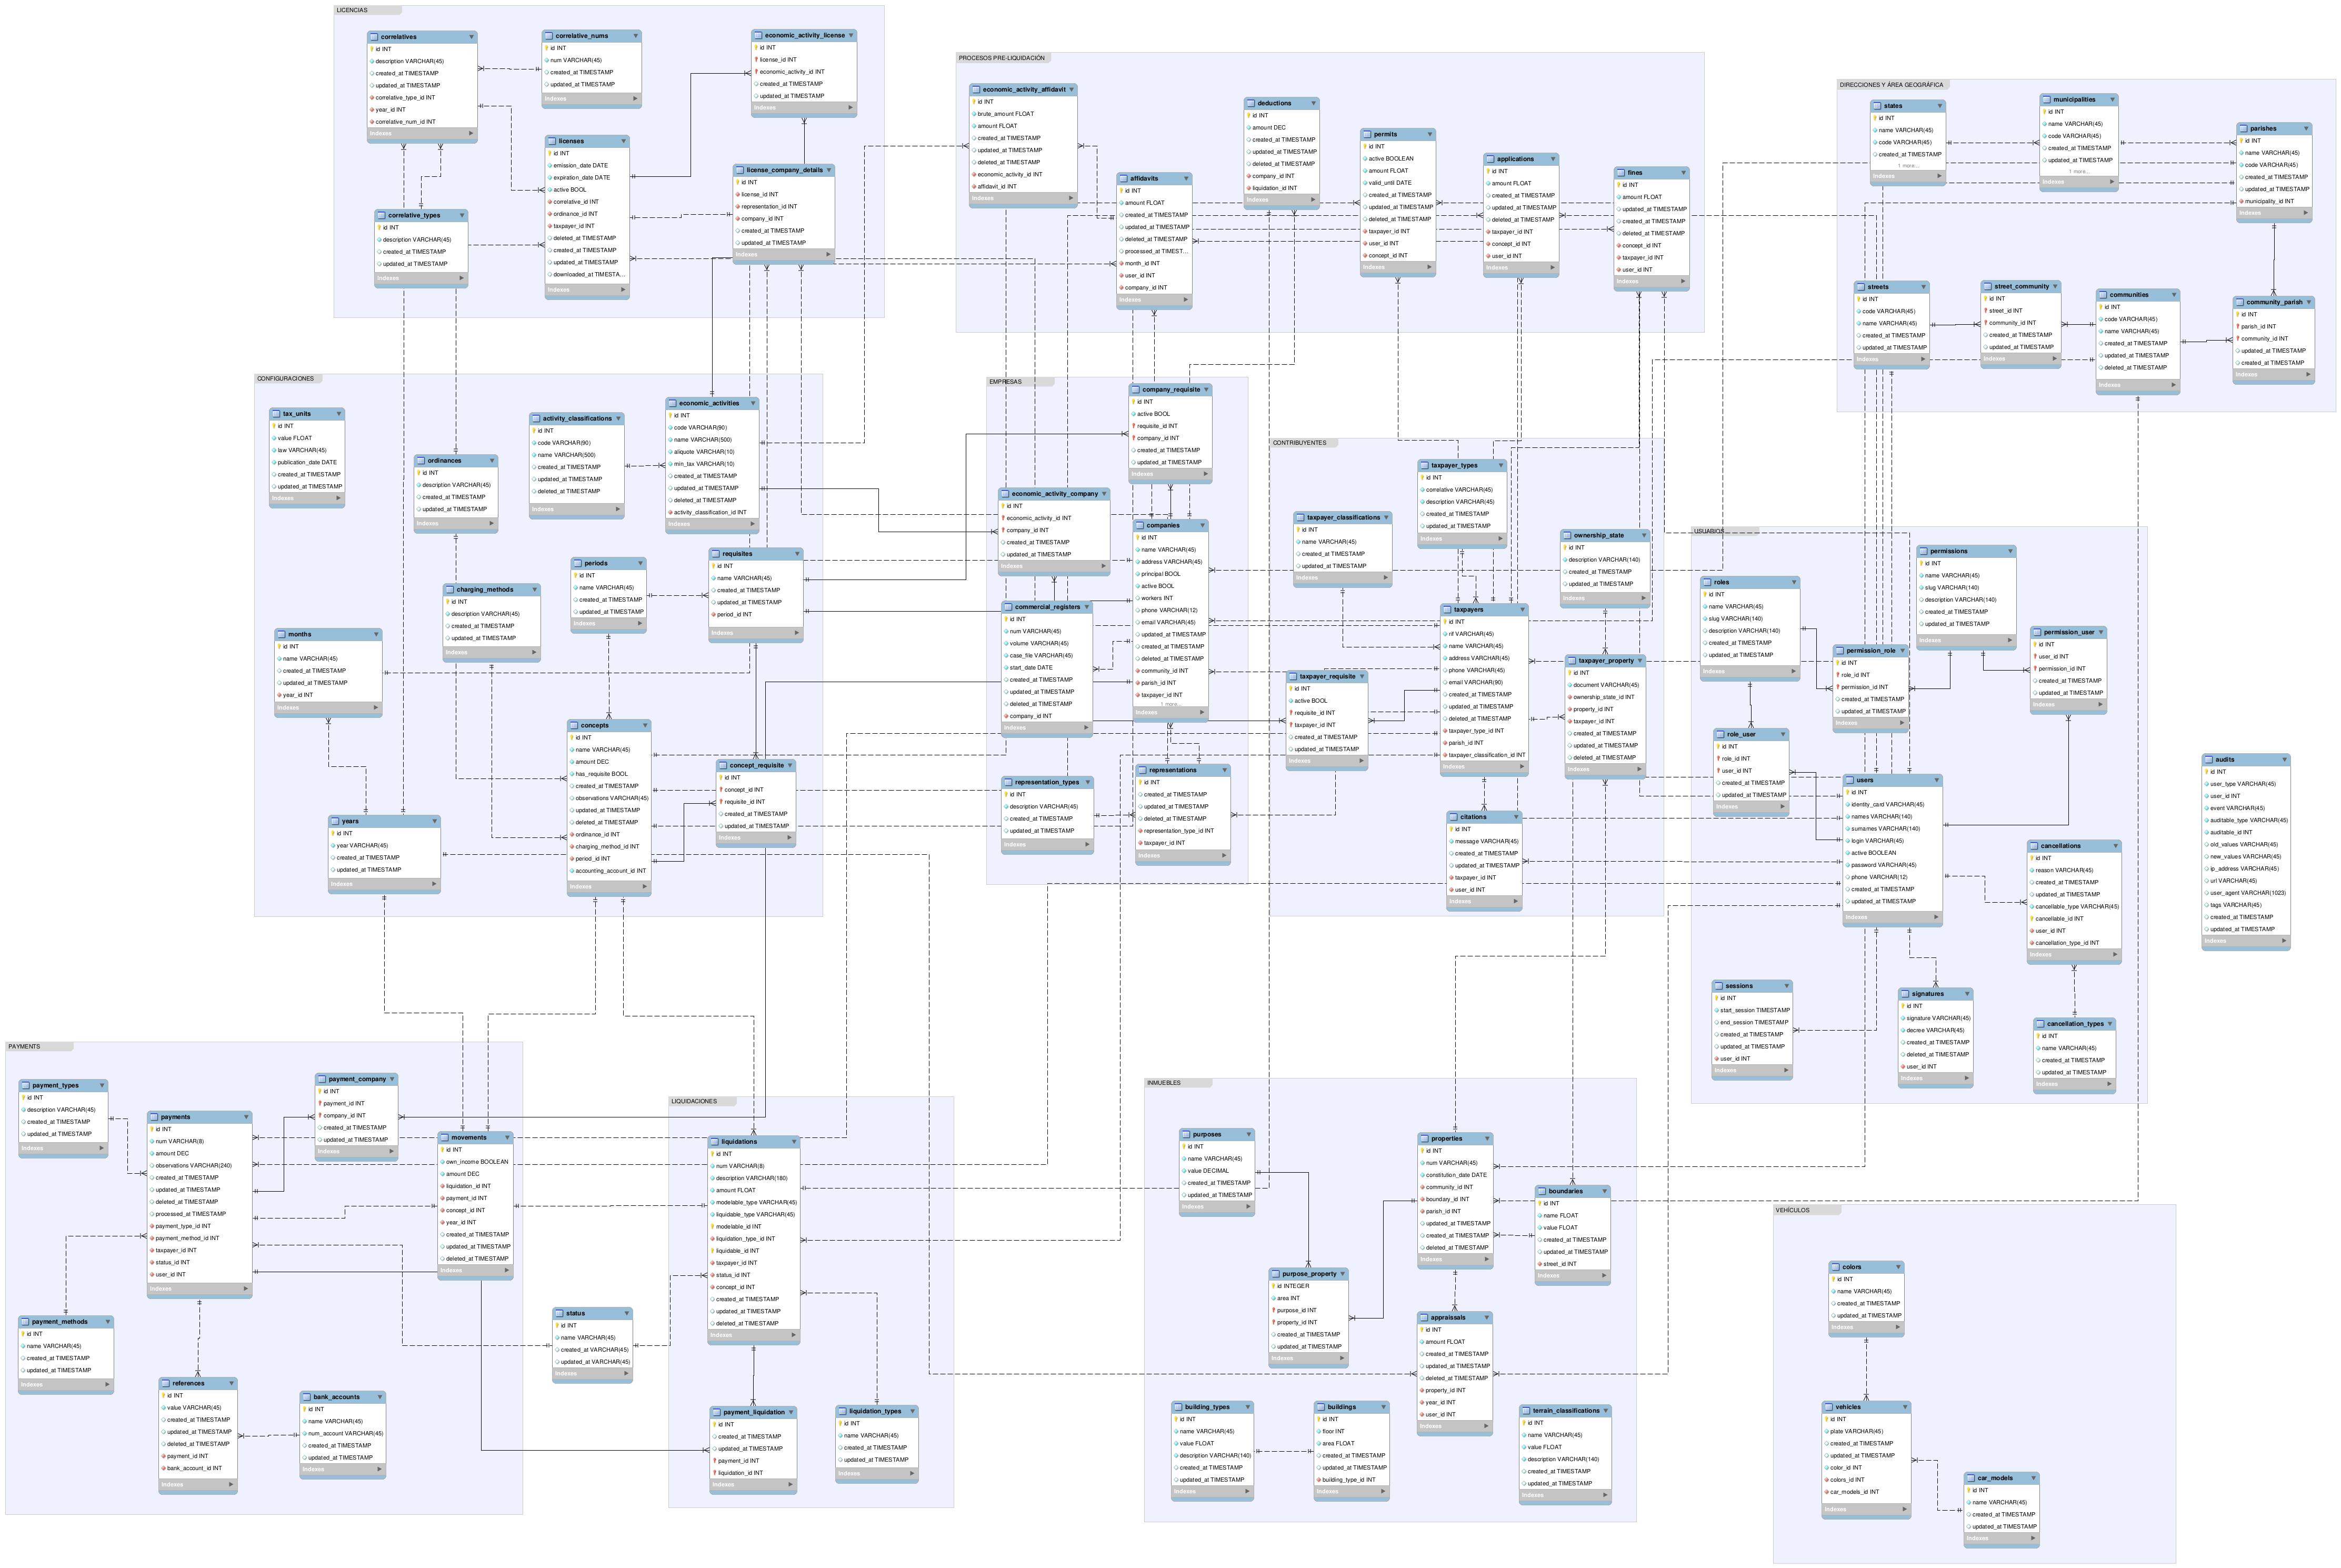 LICENCIAS
correlatives
id INT
description VARCHAR(45)
created_at TIMESTAMP
updated_at TIMESTAMP
correlative_type_id INT
year_id INT
correlative_num_id INT
Indexes
correlative_nums
id INT
num VARCHAR(45)
created_at TIMESTAMP
updated_at TIMESTAMP
Indexes
economic_activity_license
id INT
license_id INT
economic_activity_id INT
created_at TIMESTAMP
updated_at TIMESTAMP
Indexes
licenses
id INT
emission_date DATE
expiration_date DATE
active BOOL
correlative_id INT
ordinance_id INT
taxpayer_id INT
deleted_at TIMESTAMP
created_at TIMESTAMP
updated_at TIMESTAMP
downloaded_at TIMESTA...
Indexes
license_company_details
id INT
license_id INT
representation_id INT
company_id INT
created_at TIMESTAMP
updated_at TIMESTAMP
Indexes
correlative_types
id INT
description VARCHAR(45)
created_at TIMESTAMP
updated_at TIMESTAMP
Indexes
PROCESOS PRE-LIQUIDACIÓN
economic_activity_affidavit
id INT
brute_amount FLOAT
amount FLOAT
created_at TIMESTAMP
updated_at TIMESTAMP
deleted_at TIMESTAMP
economic_activity_id INT
affidavit_id INT
Indexes
affidavits
id INT
amount FLOAT
created_at TIMESTAMP
updated_at TIMESTAMP
deleted_at TIMESTAMP
processed_at TIMEST...
month_id INT
user_id INT
company_id INT
Indexes
deductions
id INT
amount DEC
created_at TIMESTAMP
updated_at TIMESTAMP
deleted_at TIMESTAMP
company_id INT
liquidation_id INT
Indexes
permits
id INT
active BOOLEAN
amount FLOAT
valid_until DATE
created_at TIMESTAMP
updated_at TIMESTAMP
deleted_at TIMESTAMP
taxpayer_id INT
user_id INT
concept_id INT
Indexes
applications
id INT
amount FLOAT
created_at TIMESTAMP
updated_at TIMESTAMP
deleted_at TIMESTAMP
taxpayer_id INT
concept_id INT
user_id INT
Indexes
fines
id INT
amount FLOAT
updated_at TIMESTAMP
created_at TIMESTAMP
deleted_at TIMESTAMP
concept_id INT
taxpayer_id INT
user_id INT
Indexes
DIRECCIONES Y ÁREA GEOGRÁFICA
states
id INT
name VARCHAR(45)
code VARCHAR(45)
created_at TIMESTAMP
1 more...
Indexes
municipalities
id INT
name VARCHAR(45)
code VARCHAR(45)
created_at TIMESTAMP
updated_at TIMESTAMP
1 more...
Indexes
parishes
id INT
name VARCHAR(45)
code VARCHAR(45)
created_at TIMESTAMP
updated_at TIMESTAMP
municipality_id INT
Indexes
streets
id INT
code VARCHAR(45)
name VARCHAR(45)
created_at TIMESTAMP
updated_at TIMESTAMP
Indexes
street_community
id INT
street_id INT
community_id INT
created_at TIMESTAMP
updated_at TIMESTAMP
Indexes
communities
id INT
code VARCHAR(45)
name VARCHAR(45)
created_at TIMESTAMP
updated_at TIMESTAMP
deleted_at TIMESTAMP
Indexes
community_parish
id INT
parish_id INT
community_id INT
updated_at TIMESTAMP
created_at TIMESTAMP
Indexes
CONFIGURACIONES
tax_units
id INT
value FLOAT
law VARCHAR(45)
publication_date DATE
created_at TIMESTAMP
updated_at TIMESTAMP
Indexes
ordinances
id INT
description VARCHAR(45)
created_at TIMESTAMP
updated_at TIMESTAMP
Indexes
activity_classifications
id INT
code VARCHAR(90)
name VARCHAR(500)
created_at TIMESTAMP
updated_at TIMESTAMP
deleted_at TIMESTAMP
Indexes
economic_activities
id INT
code VARCHAR(90)
name VARCHAR(500)
aliquote VARCHAR(10)
min_tax VARCHAR(10)
created_at TIMESTAMP
updated_at TIMESTAMP
deleted_at TIMESTAMP
activity_classification_id INT
Indexes
charging_methods
id INT
description VARCHAR(45)
created_at TIMESTAMP
updated_at TIMESTAMP
Indexes
periods
id INT
name VARCHAR(45)
created_at TIMESTAMP
updated_at TIMESTAMP
Indexes
requisites
id INT
name VARCHAR(45)
created_at TIMESTAMP
updated_at TIMESTAMP
period_id INT
Indexes
months
id INT
name VARCHAR(45)
created_at TIMESTAMP
updated_at TIMESTAMP
year_id INT
Indexes
concepts
id INT
name VARCHAR(45)
amount DEC
has_requisite BOOL
created_at TIMESTAMP
observations VARCHAR(45)
updated_at TIMESTAMP
deleted_at TIMESTAMP
ordinance_id INT
charging_method_id INT
period_id INT
accounting_account_id INT
Indexes
concept_requisite
id INT
concept_id INT
requisite_id INT
created_at TIMESTAMP
updated_at TIMESTAMP
Indexes
years
id INT
year VARCHAR(45)
created_at TIMESTAMP
updated_at TIMESTAMP
Indexes
EMPRESAS
company_requisite
id INT
active BOOL
requisite_id INT
company_id INT
created_at TIMESTAMP
updated_at TIMESTAMP
Indexes
economic_activity_company
id INT
economic_activity_id INT
company_id INT
created_at TIMESTAMP
updated_at TIMESTAMP
Indexes
companies
id INT
name VARCHAR(45)
address VARCHAR(45)
principal BOOL
active BOOL
workers INT
phone VARCHAR(12)
email VARCHAR(45)
updated_at TIMESTAMP
created_at TIMESTAMP
deleted_at TIMESTAMP
community_id INT
parish_id INT
taxpayer_id INT
1 more...
Indexes
commercial_registers
id INT
num VARCHAR(45)
volume VARCHAR(45)
case_file VARCHAR(45)
start_date DATE
created_at TIMESTAMP
updated_at TIMESTAMP
deleted_at TIMESTAMP
company_id INT
Indexes
representation_types
id INT
description VARCHAR(45)
created_at TIMESTAMP
updated_at TIMESTAMP
Indexes
representations
id INT
created_at TIMESTAMP
updated_at TIMESTAMP
deleted_at TIMESTAMP
representation_type_id INT
taxpayer_id INT
Indexes
CONTRIBUYENTES
taxpayer_types
id INT
correlative VARCHAR(45)
description VARCHAR(45)
created_at TIMESTAMP
updated_at TIMESTAMP
Indexes
taxpayer_classifications
id INT
name VARCHAR(45)
created_at TIMESTAMP
updated_at TIMESTAMP
Indexes
ownership_state
id INT
description VARCHAR(140)
created_at TIMESTAMP
updated_at TIMESTAMP
Indexes
taxpayers
id INT
rif VARCHAR(45)
name VARCHAR(45)
address VARCHAR(45)
phone VARCHAR(45)
email VARCHAR(90)
created_at TIMESTAMP
updated_at TIMESTAMP
deleted_at TIMESTAMP
taxpayer_type_id INT
parish_id INT
taxpayer_classification_id INT
Indexes
taxpayer_property
id INT
document VARCHAR(45)
ownership_state_id INT
property_id INT
taxpayer_id INT
created_at TIMESTAMP
updated_at TIMESTAMP
deleted_at TIMESTAMP
Indexes
taxpayer_requisite
id INT
active BOOL
requisite_id INT
taxpayer_id INT
created_at TIMESTAMP
updated_at TIMESTAMP
Indexes
citations
id INT
message VARCHAR(45)
created_at TIMESTAMP
updated_at TIMESTAMP
taxpayer_id INT
user_id INT
Indexes
USUARIOS
roles
id INT
name VARCHAR(45)
slug VARCHAR(140)
description VARCHAR(140)
created_at TIMESTAMP
updated_at TIMESTAMP
Indexes
permissions
id INT
name VARCHAR(45)
slug VARCHAR(140)
description VARCHAR(140)
created_at TIMESTAMP
updated_at TIMESTAMP
Indexes
permission_role
id INT
role_id INT
permission_id INT
created_at TIMESTAMP
updated_at TIMESTAMP
Indexes
permission_user
id INT
user_id INT
permission_id INT
created_at TIMESTAMP
updated_at TIMESTAMP
Indexes
role_user
id INT
role_id INT
user_id INT
created_at TIMESTAMP
updated_at TIMESTAMP
Indexes
users
id INT
identity_card VARCHAR(45)
names VARCHAR(140)
surnames VARCHAR(140)
login VARCHAR(45)
active BOOLEAN
password VARCHAR(45)
phone VARCHAR(12)
created_at TIMESTAMP
updated_at TIMESTAMP
Indexes
cancellations
id INT
reason VARCHAR(45)
created_at TIMESTAMP
updated_at TIMESTAMP
cancellable_type VARCHAR(45)
cancellable_id INT
user_id INT
cancellation_type_id INT
Indexes
sessions
id INT
start_session TIMESTAMP
end_session TIMESTAMP
created_at TIMESTAMP
updated_at TIMESTAMP
user_id INT
Indexes
signatures
id INT
signature VARCHAR(45)
decree VARCHAR(45)
created_at TIMESTAMP
deleted_at TIMESTAMP
user_id INT
Indexes
cancellation_types
id INT
name VARCHAR(45)
created_at TIMESTAMP
updated_at TIMESTAMP
Indexes
audits
id INT
user_type VARCHAR(45)
user_id INT
event VARCHAR(45)
auditable_type VARCHAR(45)
auditable_id INT
old_values VARCHAR(45)
new_values VARCHAR(45)
ip_address VARCHAR(45)
url VARCHAR(45)
user_agent VARCHAR(1023)
tags VARCHAR(45)
created_at TIMESTAMP
updated_at TIMESTAMP
Indexes
PAYMENTS
payment_types
id INT
description VARCHAR(45)
created_at TIMESTAMP
updated_at TIMESTAMP
Indexes
payments
id INT
num VARCHAR(8)
amount DEC
observations VARCHAR(240)
created_at TIMESTAMP
updated_at TIMESTAMP
deleted_at TIMESTAMP
processed_at TIMESTAMP
payment_type_id INT
payment_method_id INT
taxpayer_id INT
status_id INT
user_id INT
Indexes
payment_company
id INT
payment_id INT
company_id INT
created_at TIMESTAMP
updated_at TIMESTAMP
Indexes
movements
id INT
own_income BOOLEAN
amount DEC
liquidation_id INT
payment_id INT
concept_id INT
year_id INT
created_at TIMESTAMP
updated_at TIMESTAMP
deleted_at TIMESTAMP
Indexes
payment_methods
id INT
name VARCHAR(45)
created_at TIMESTAMP
updated_at TIMESTAMP
Indexes
references
id INT
value VARCHAR(45)
created_at TIMESTAMP
updated_at TIMESTAMP
deleted_at TIMESTAMP
payment_id INT
bank_account_id INT
Indexes
bank_accounts
id INT
name VARCHAR(45)
num_account VARCHAR(45)
created_at TIMESTAMP
updated_at TIMESTAMP
Indexes
status
id INT
name VARCHAR(45)
created_at VARCHAR(45)
updated_at VARCHAR(45)
Indexes
LIQUIDACIONES
liquidations
id INT
num VARCHAR(8)
description VARCHAR(180)
amount FLOAT
modelable_type VARCHAR(45)
liquidable_type VARCHAR(45)
modelable_id INT
liquidation_type_id INT
liquidable_id INT
taxpayer_id INT
status_id INT
concept_id INT
created_at TIMESTAMP
updated_at TIMESTAMP
deleted_at TIMESTAMP
Indexes
payment_liquidation
id INT
created_at TIMESTAMP
updated_at TIMESTAMP
payment_id INT
liquidation_id INT
Indexes
liquidation_types
id INT
name VARCHAR(45)
created_at TIMESTAMP
updated_at TIMESTAMP
Indexes
INMUEBLES
purposes
id INT
name VARCHAR(45)
value DECIMAL
created_at TIMESTAMP
updated_at TIMESTAMP
Indexes
properties
id INT
num VARCHAR(45)
constitution_date DATE
community_id INT
boundary_id INT
parish_id INT
updated_at TIMESTAMP
created_at TIMESTAMP
deleted_at TIMESTAMP
Indexes
boundaries
id INT
name FLOAT
value FLOAT
created_at TIMESTAMP
updated_at TIMESTAMP
street_id INT
Indexes
purpose_property
id INTEGER
area INT
purpose_id INT
property_id INT
created_at TIMESTAMP
updated_at TIMESTAMP
Indexes
appraissals
id INT
amount FLOAT
created_at TIMESTAMP
updated_at TIMESTAMP
deleted_at TIMESTAMP
property_id INT
year_id INT
user_id INT
Indexes
building_types
id INT
name VARCHAR(45)
value FLOAT
description VARCHAR(140)
created_at TIMESTAMP
updated_at TIMESTAMP
Indexes
buildings
id INT
floor INT
area FLOAT
created_at TIMESTAMP
updated_at TIMESTAMP
building_type_id INT
Indexes
terrain_classifications
id INT
name VARCHAR(45)
value FLOAT
description VARCHAR(140)
created_at TIMESTAMP
updated_at TIMESTAMP
Indexes
VEHÍCULOS
colors
id INT
name VARCHAR(45)
created_at TIMESTAMP
updated_at TIMESTAMP
Indexes
vehicles
id INT
plate VARCHAR(45)
created_at TIMESTAMP
updated_at TIMESTAMP
color_id INT
colors_id INT
car_models_id INT
Indexes
car_models
id INT
name VARCHAR(45)
created_at TIMESTAMP
updated_at TIMESTAMP
Indexes